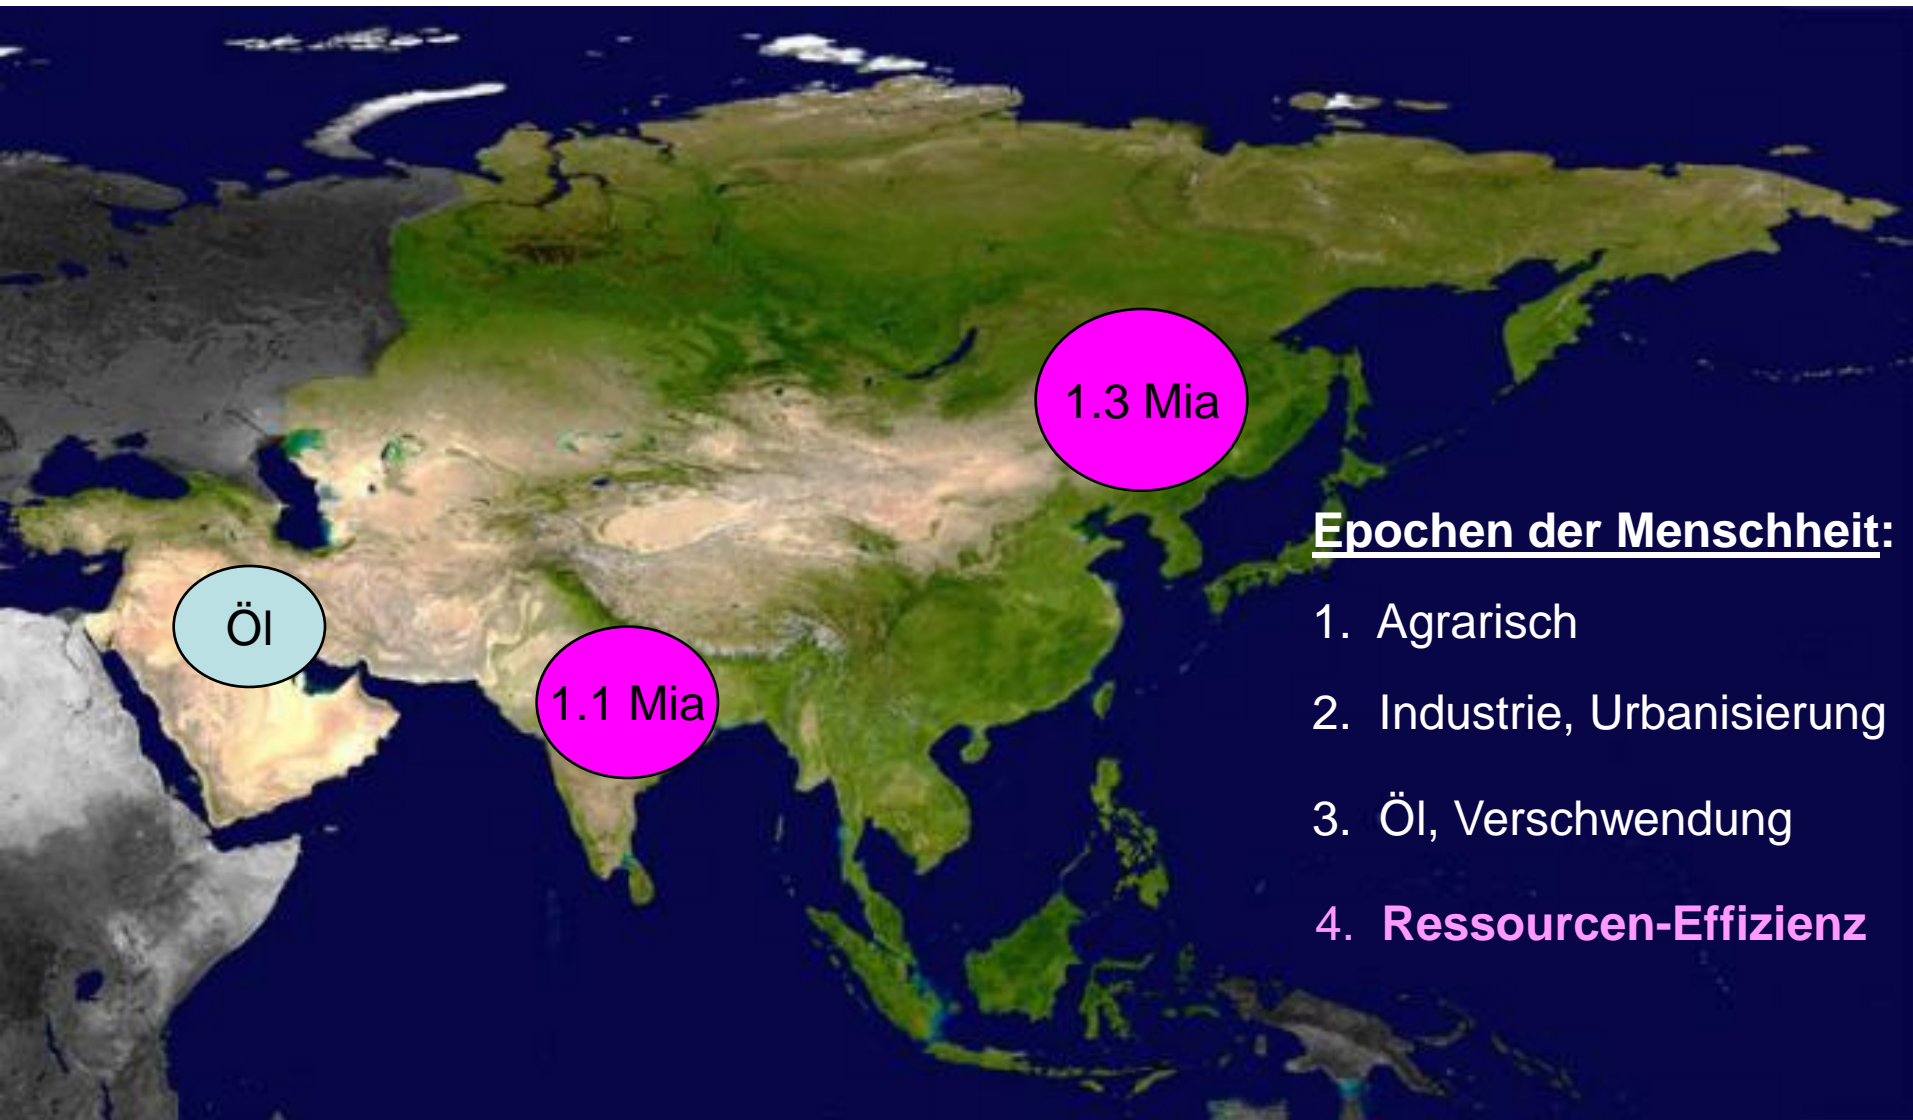 1.3 Mia
Epochen der Menschheit:
Öl
1. Agrarisch
1.1 Mia
2. Industrie, Urbanisierung
3. Öl, Verschwendung
4. Ressourcen-Effizienz